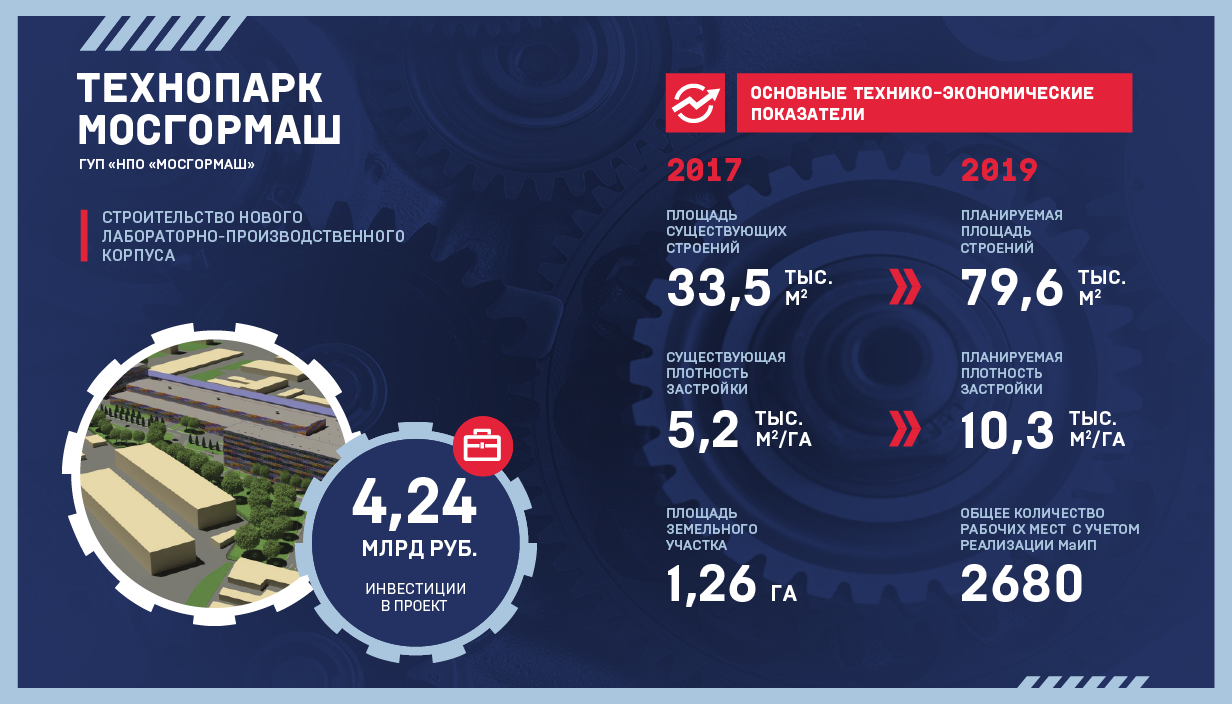 ТЕХНОПАРК
МОСГОРМАШ
ГУП «НПО «МОСГОРМАШ»
СТРОИТЕЛЬСТВО НОВОГО
ЛАБОРАТОРНО-ПРОИЗВОДСТВЕННОГО
КОРПУСА
4,24
МЛРД РУБ.
ИНВЕСТИЦИИ
В ПРОЕКТ
ОСНОВНЫЕ ТЕХНИКО-ЭКОНОМИЧЕСКИЕ
ПОКАЗАТЕЛИ
2017
2019
ПЛОЩАДЬ
СУЩЕСТВУЮЩИХ
СТРОЕНИЙ
33,5 ТЫС.
М²
ПЛАНИРУЕМАЯ
ПЛОЩАДЬ
СТРОЕНИЙ
79,6 ТЫС.
М²
СУЩЕСТВУЮЩАЯ
ПЛОТНОСТЬ
ЗАСТРОЙКИ
5,2 ТЫС.
М²/ГА
ПЛАНИРУЕМАЯ
ПЛОТНОСТЬ
ЗАСТРОЙКИ
10,3 ТЫС.
М²/ГА
ПЛОЩАДЬ
ЗЕМЕЛЬНОГО
УЧАСТКА
1,26 ГА
ОБЩЕЕ КОЛИЧЕСТВО
РАБОЧИХ МЕСТ С УЧЕТОМ
РЕАЛИЗАЦИИ МаИП
2680